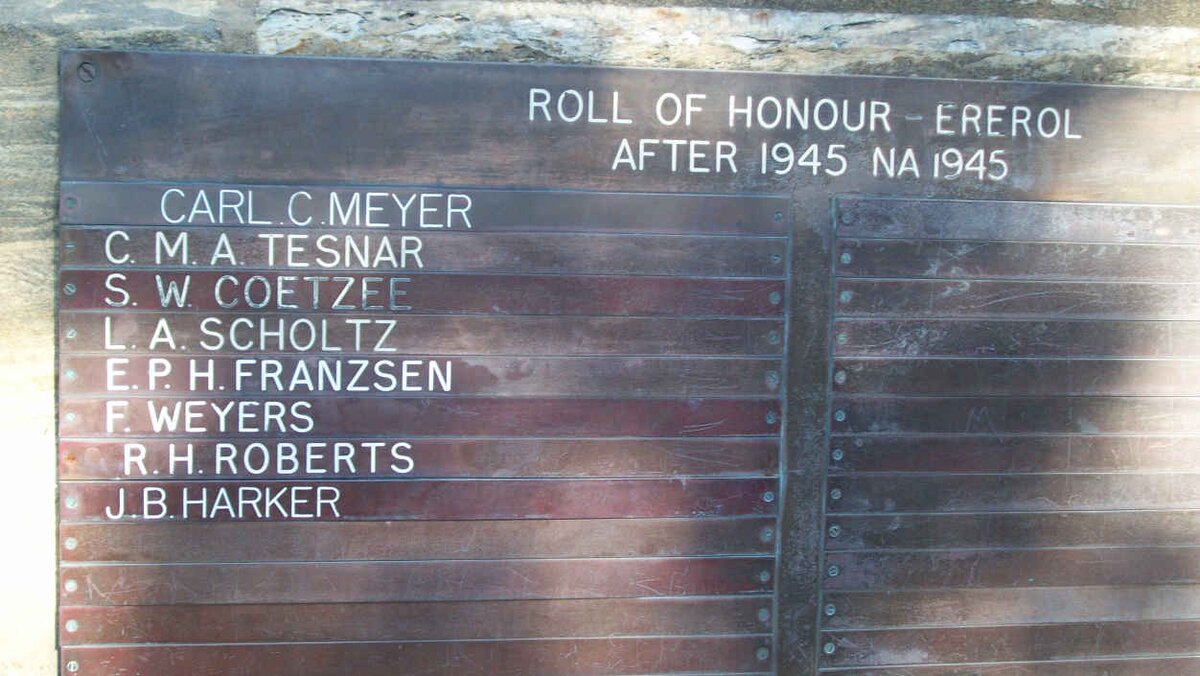 ROLL OF HONOUR - EREROL
AFTER 1945 NA 1945
CARL.C.MEYER
C. M. A. TESNAR
S. W. COETZEE
L. A. SCHOLTZ
E. P. H. FRANZSEN
F. WEYERS
R. H. ROBERTS
J.B.HARKER